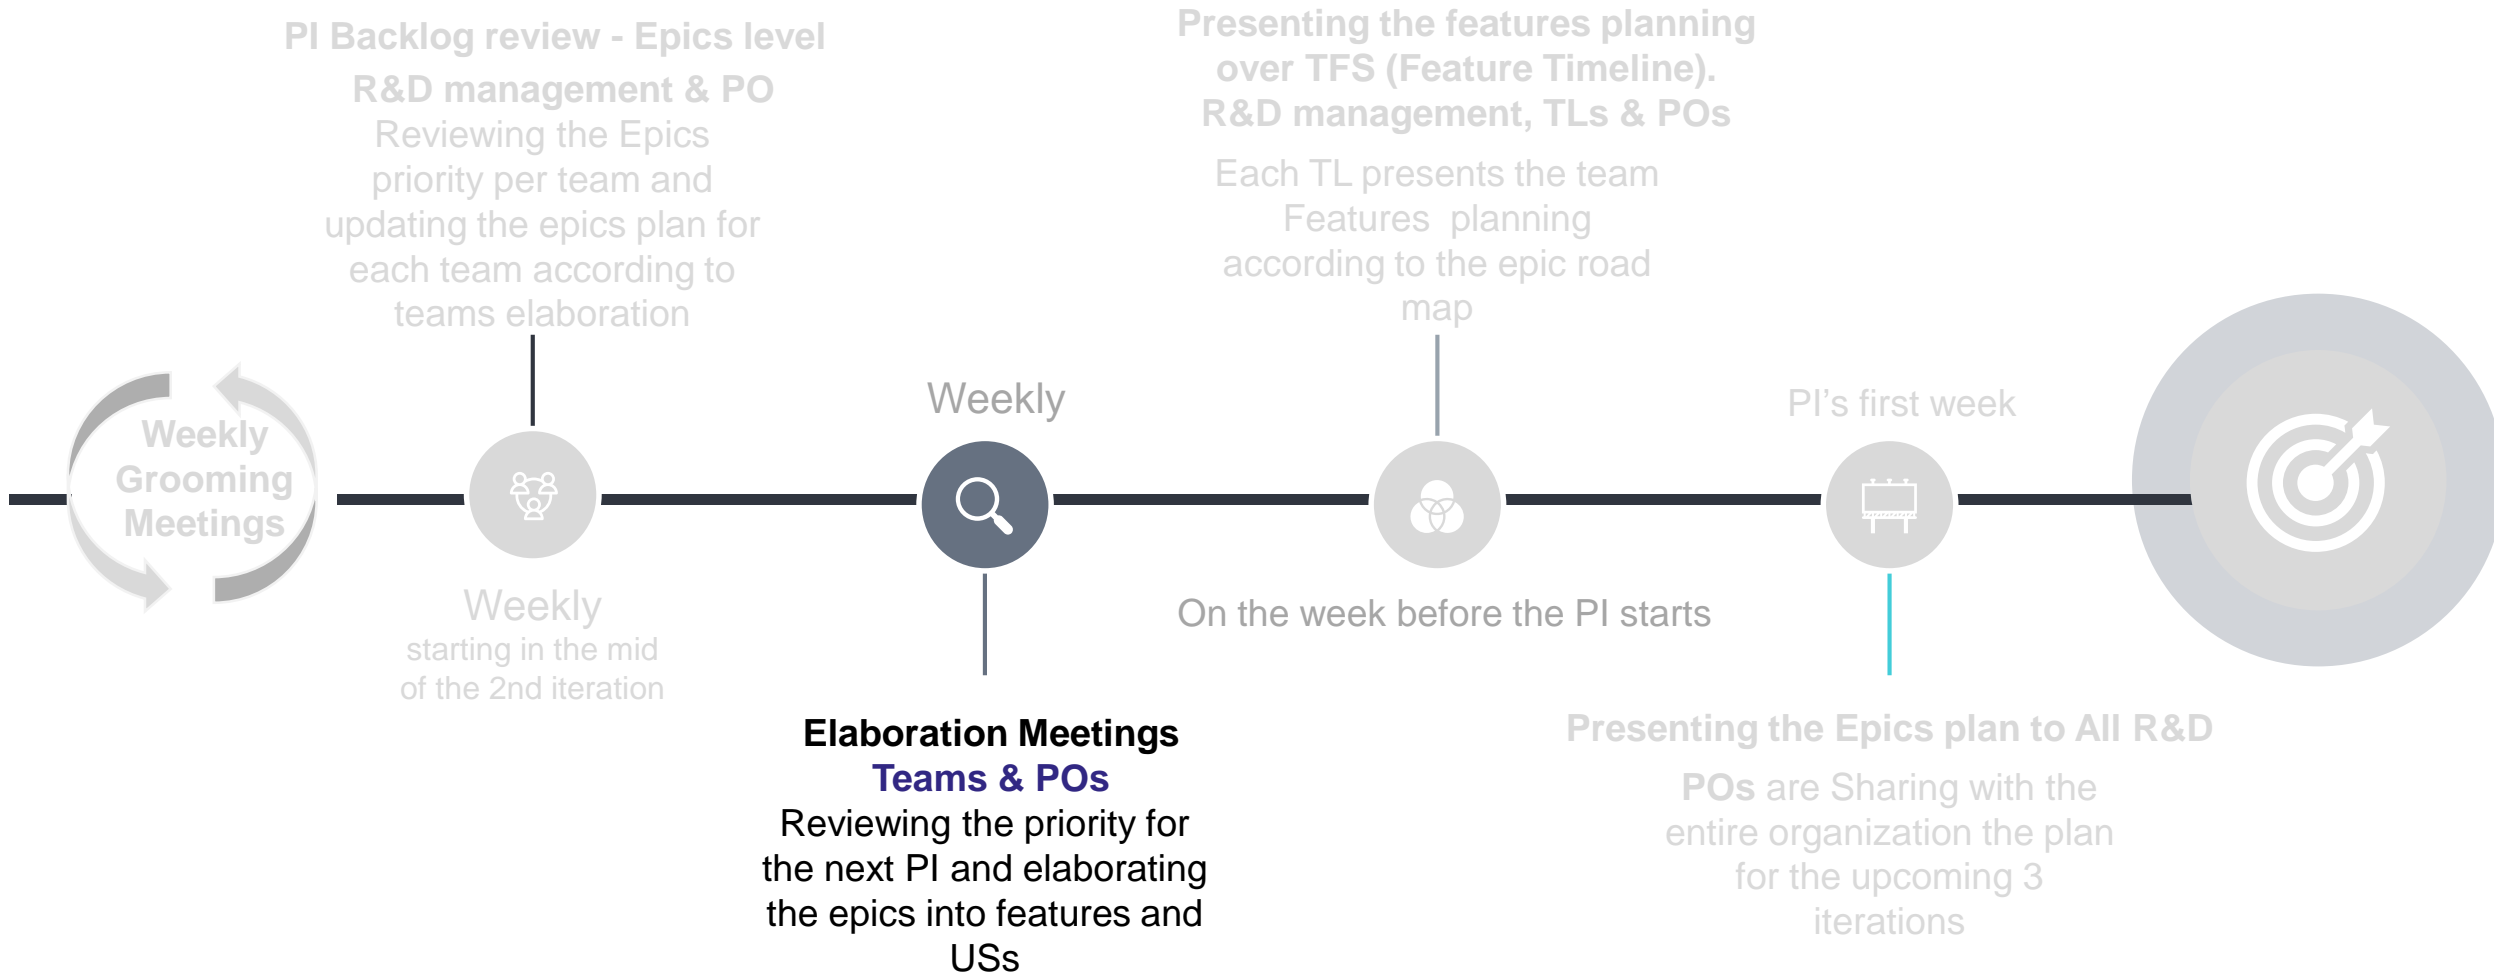 PI Backlog review - Epics level
R&D management & PO
Reviewing the Epics
priority per team and
updating the epics plan for
each team according to
teams elaboration
Presenting the features planning
over TFS (Feature Timeline).
R&D management, TLs & POs
Each TL presents the team
Features  planning
according to the epic road
map
Weekly
Grooming
Meetings
Weekly
starting in the mid
of the 2nd iteration
Weekly
Elaboration Meetings
Teams & POs
Reviewing the priority for
the next PI and elaborating
the epics into features and
USs
On the week before the PI starts
PI’s first week
Presenting the Epics plan to All R&D
POs are Sharing with the
entire organization the plan
for the upcoming 3
iterations